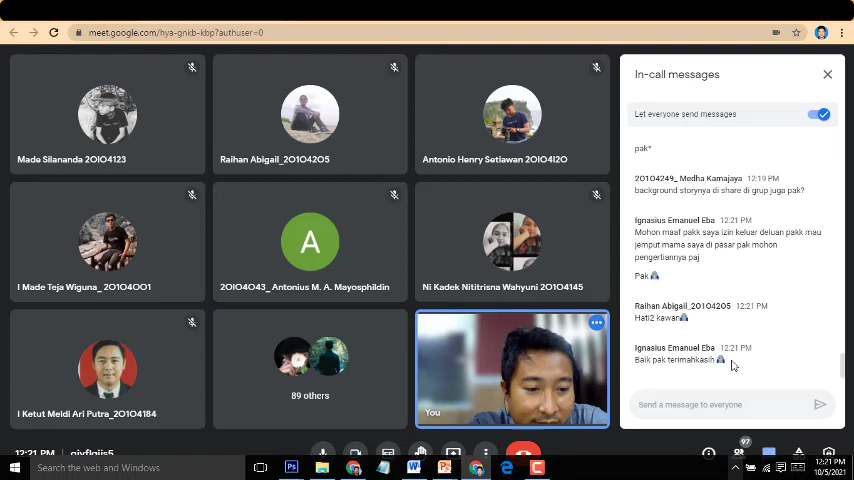 meet.google.com/hya-gnkb-kbp?authuser=0
Made Silananda 20104123
Raihan Abigail_20104205
Antonio Henry Setiawan 20104120
I Made Teja Wiguna_20104001
A
20104043_Antonius M. A. Mayosphildin
Ni Kadek Nititrisna Wahyuni 20104145
I Ketut Meldi Ari Putra_20104184
89 others
You
In-call messages
Let everyone send messages
pak*
20104249_ Medha Kamajaya 12:19 PM
background storynya di share di grup juga pak?
Ignasius Emanuel Eba 12:21 PM
Mohon maaf pakk saya izin keluar deluan pakk mau
jemput mama saya di pasar pak mohon
pengertiannya paj
Pak
Raihan Abigail_20104205 12:21 PM
Hati2 kawan
Ignasius Emanuel Eba 12:21 PM
Baik pak terimahkasih
Send a message to everyone
97
12:21 PM
Search the web and Windows
12:21 PM
10/5/2021